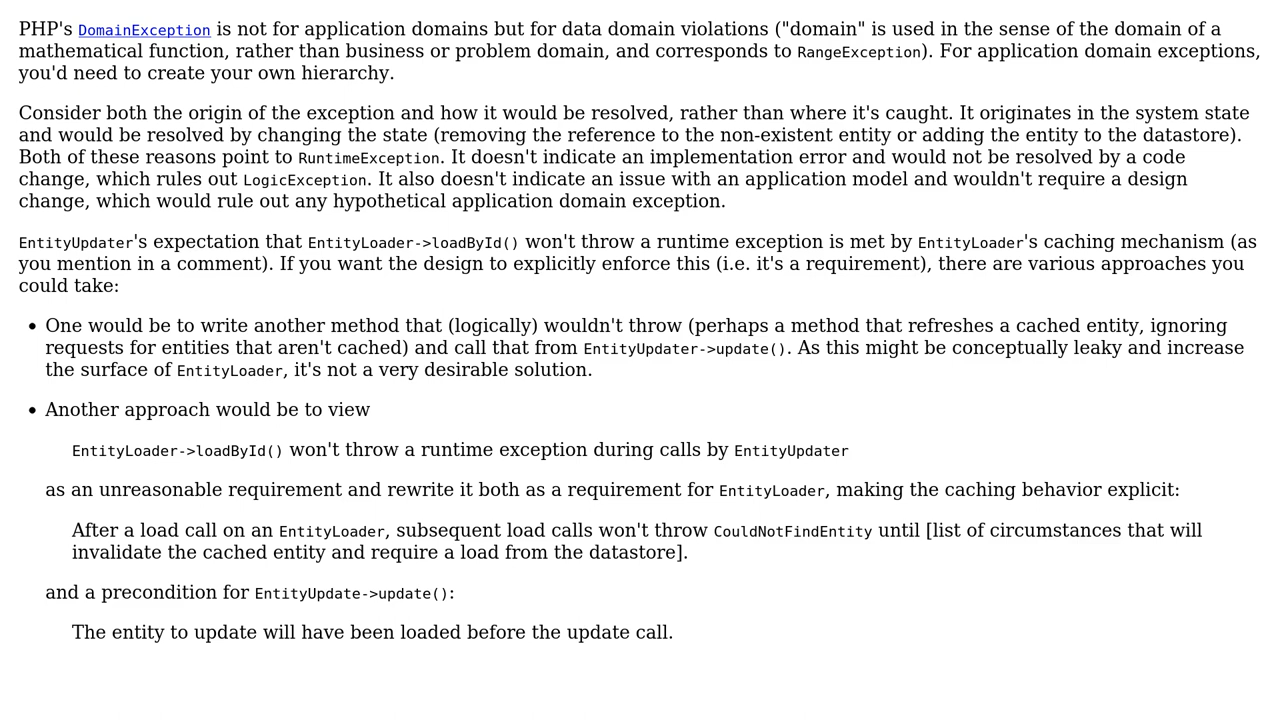 PHP's DomainException is not for application domains but for data domain violations ("domain" is used in the sense of the domain of a
mathematical function, rather than business or problem domain, and corresponds to RangeException). For application domain exceptions,
you'd need to create your own hierarchy.
Consider both the origin of the exception and how it would be resolved, rather than where it's caught. It originates in the system state
and would be resolved by changing the state (removing the reference to the non-existent entity or adding the entity to the datastore).
Both of these reasons point to RuntimeException. It doesn't indicate an implementation error and would not be resolved by a code
change, which rules out LogicException. It also doesn't indicate an issue with an application model and wouldn't require a design
change, which would rule out any hypothetical application domain exception.
EntityUpdater's expectation that EntityLoader->loadById() won't throw a runtime exception is met by EntityLoader's caching mechanism (as
you mention in a comment). If you want the design to explicitly enforce this (i.e. it's a requirement), there are various approaches you
could take:
• One would be to write another method that (logically) wouldn't throw (perhaps a method that refreshes a cached entity, ignoring
requests for entities that aren't cached) and call that from EntityUpdater->update(). As this might be conceptually leaky and increase
the surface of EntityLoader, it's not a very desirable solution.
• Another approach would be to view
EntityLoader->loadById() won't throw a runtime exception during calls by EntityUpdater
as an unreasonable requirement and rewrite it both as a requirement for EntityLoader, making the caching behavior explicit:
After a load call on an EntityLoader, subsequent load calls won't throw CouldNotFindEntity until [list of circumstances that will
invalidate the cached entity and require a load from the datastore].
and a precondition for EntityUpdate->update():
The entity to update will have been loaded before the update call.